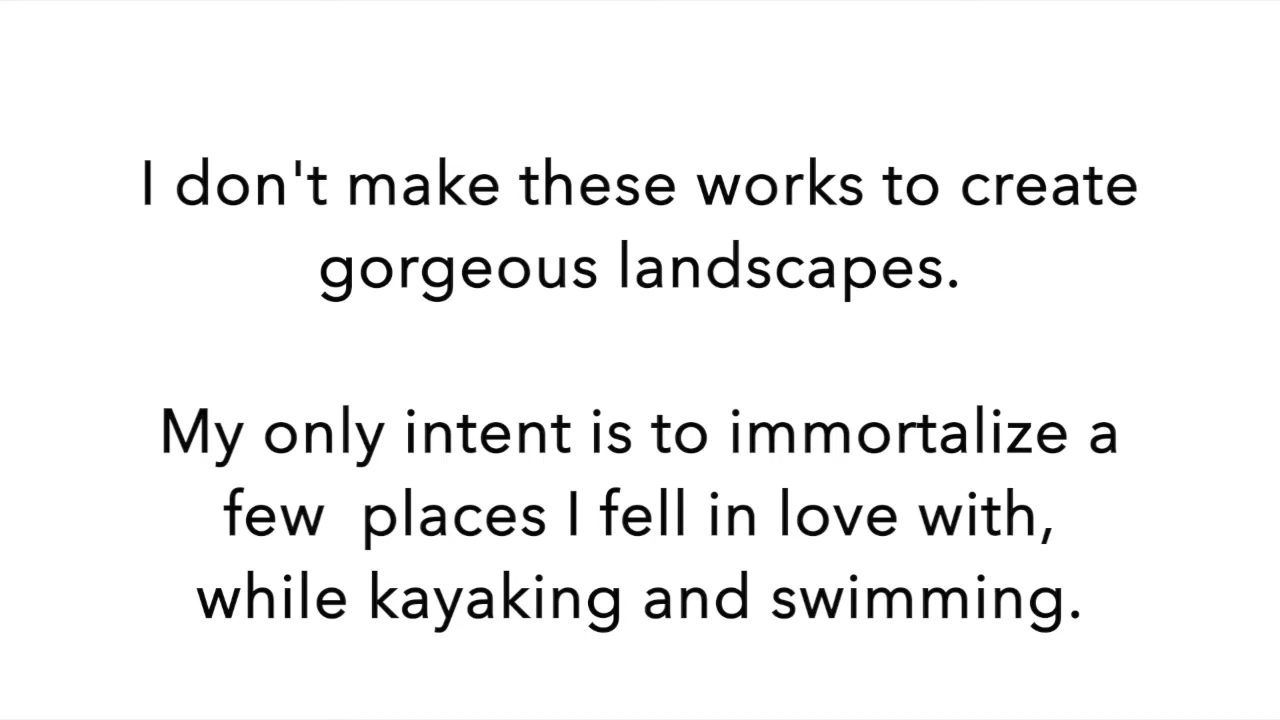 I don't make these works to create
gorgeous landscapes.
My only intent is to immortalize a
few  places I fell in love with,
while kayaking and swimming.